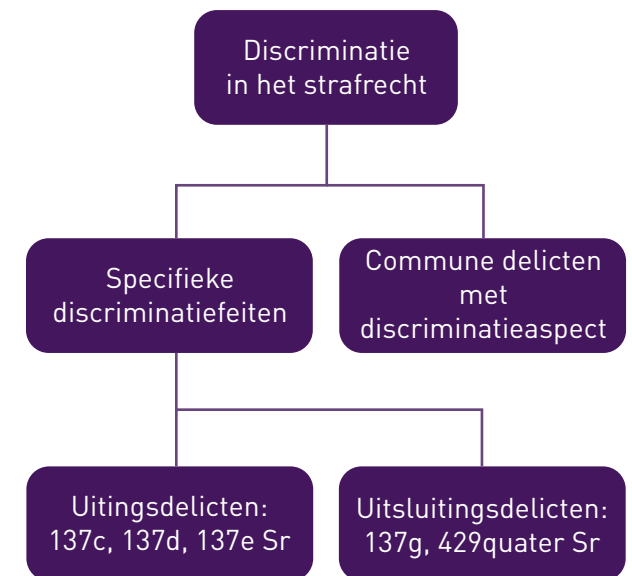 Discriminatie
in het strafrecht
Specifieke
discriminatiefeiten
Commune delicten
met
discriminatieaspect
Uitingsdelicten:
137c, 137d, 137e Sr
Uitsluitingsdelicten:
137g, 429quater Sr